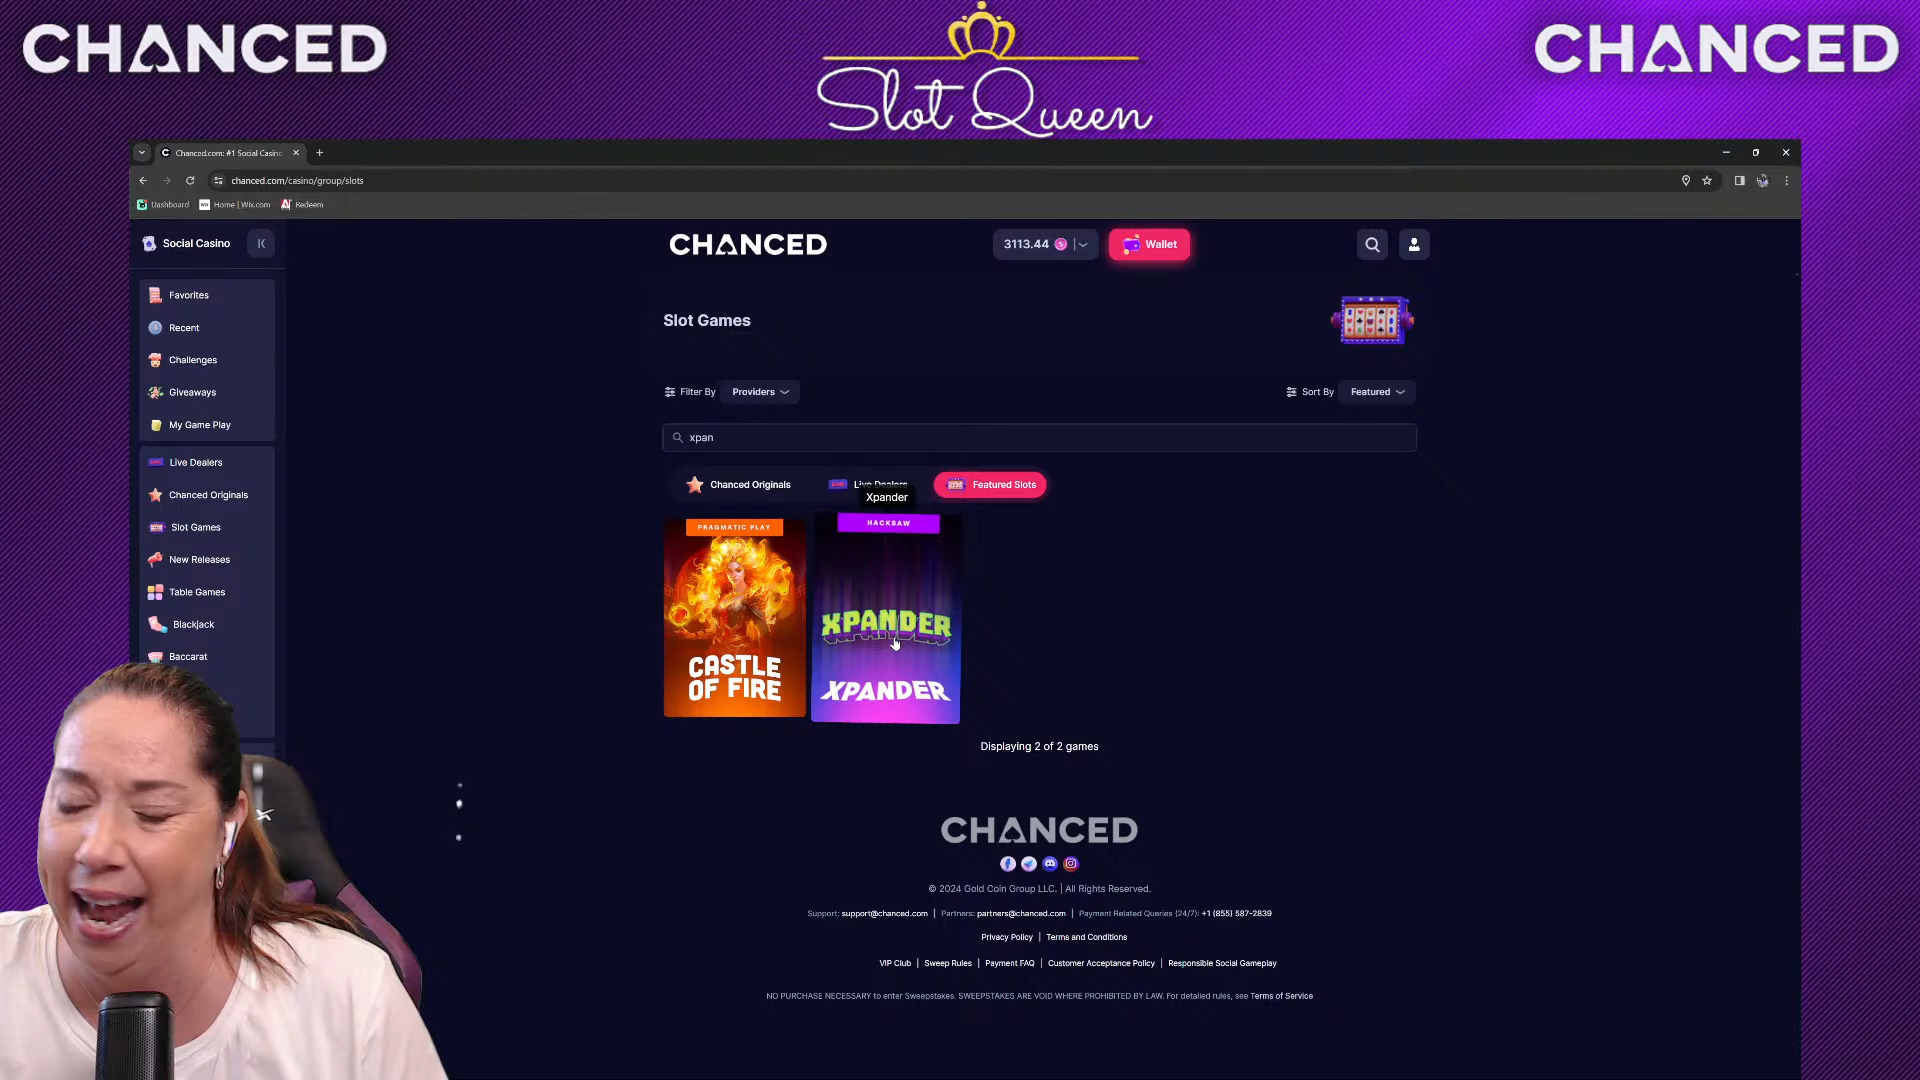 CHANCED
Slot Queen
CHANCED
Chanced.com: #1 Social Casino
chanced.com/casino/group/slots
Dashboard
Home | Wix.com
Redeem
Social Casino
CHANCED
3113.44
Wallet
Favorites
Recent
Challenges
Giveaways
My Game Play
Live Dealers
Chanced Originals
Slot Games
New Releases
Table Games
Blackjack
Baccarat
Slot Games
Filter By
Providers
Sort By
Featured
xpan
Chanced Originals
Live Dealers
Featured Slots
Xpander
PRAGMATIC PLAY
CASTLE
OF FIRE
HACKSAW
XPANDER
XPANDER
Displaying 2 of 2 games
CHANCED
© 2024 Gold Coin Group LLC. | All Rights Reserved.
Support: support@chanced.com | Partners: partners@chanced.com | Payment Related Queries (24/7): +1 (855) 587-2839
Privacy Policy | Terms and Conditions
VIP Club | Sweep Rules | Payment FAQ | Customer Acceptance Policy | Responsible Social Gameplay
NO PURCHASE NECESSARY to enter Sweepstakes. SWEEPSTAKES ARE VOID WHERE PROHIBITED BY LAW. For detailed rules, see Terms of Service